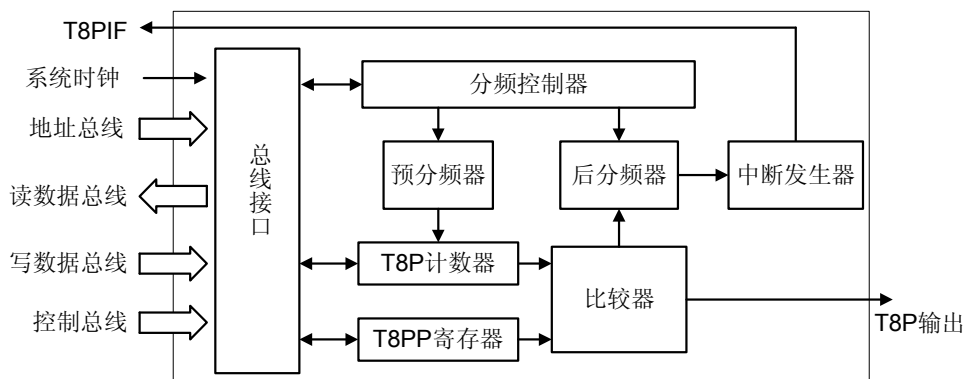 T8PIF
系统时钟
地址总线
读数据总线
写数据总线
控制总线
总线接口
分频控制器
预分频器
后分频器
中断发生器
T8P计数器
比较器
T8PP寄存器
T8P输出